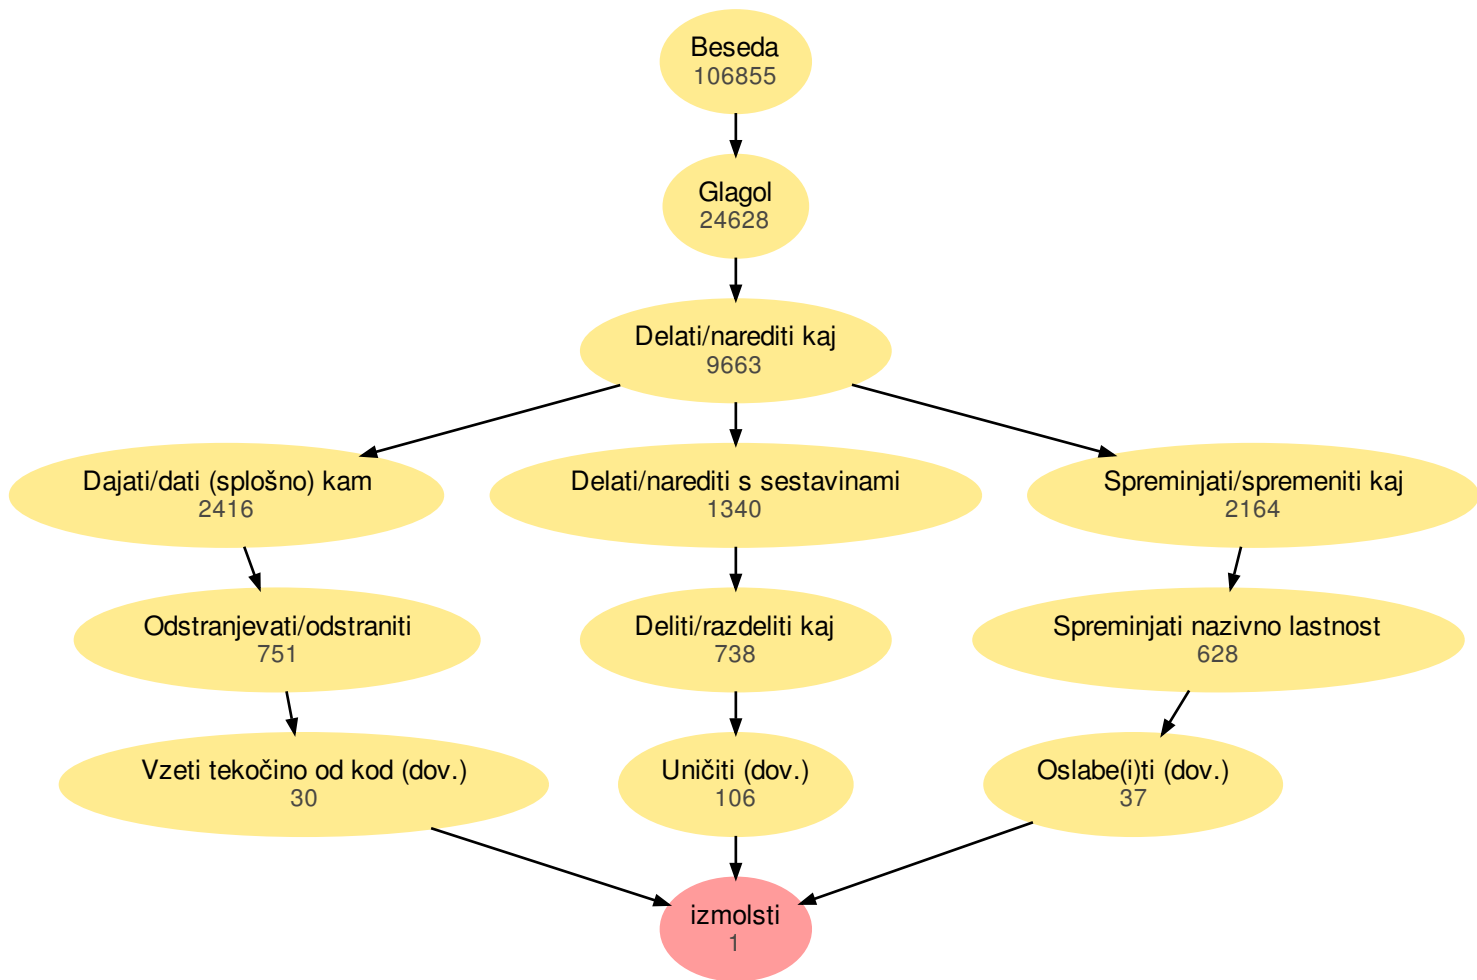 Beseda
106855
Glagol
24628
Delati/narediti kaj
9663
Dajati/dati (splošno) kam
2416
Delati/narediti s sestavinami
1340
Spreminjati/spremeniti kaj
2164
Odstranjevati/odstraniti
751
Deliti/razdeliti kaj
738
Spreminjati nazivno lastnost
628
Vzeti tekočino od kod (dov.)
30
Uničiti (dov.)
106
Oslabe(i)ti (dov.)
37
izmolsti
1